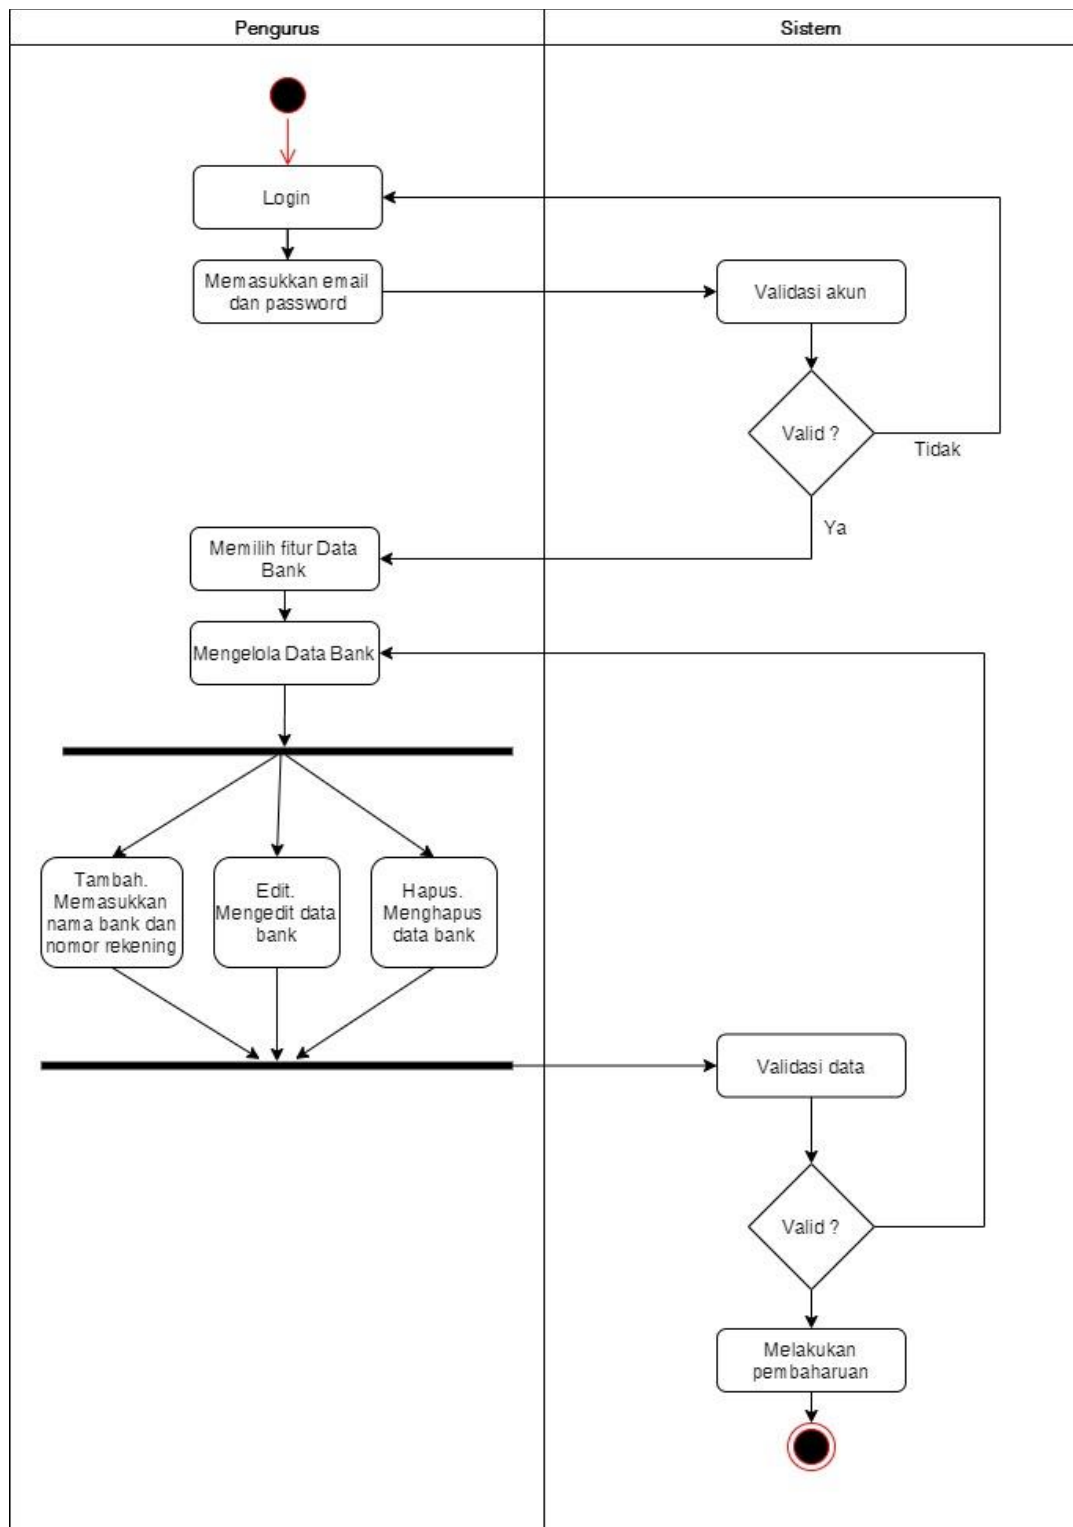 Pengurus
Sistem
Login
Memasukkan email
dan password
Validasi akun
Valid ?
Tidak
Ya
Memilih fitur Data
Bank
Mengelola Data Bank
Tambah.
Memasukkan
nama bank dan
nomor rekening
Edit.
Mengedit data
bank
Hapus.
Menghapus
data bank
Validasi data
Valid ?
Melakukan
pembaharuan